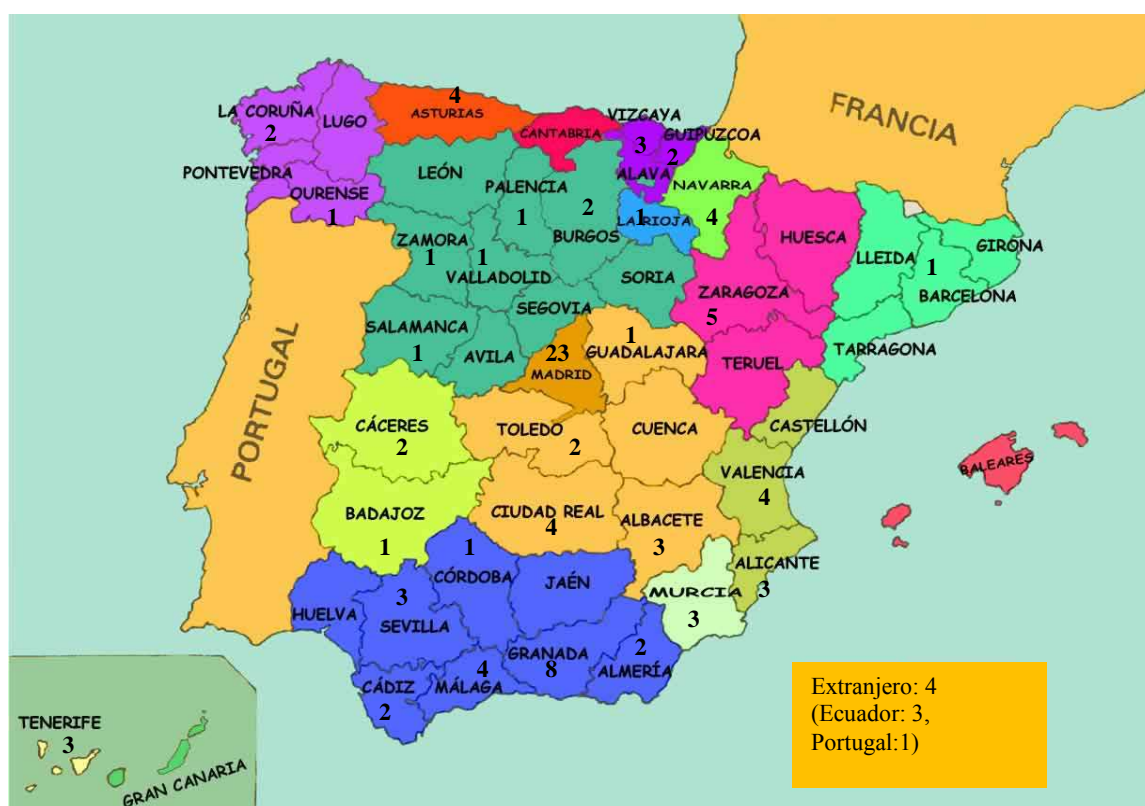 FRANCIA
PORTUGAL
LA CORUÑA
2
LUGO
PONTEVEDRA
OURENSE
1
4
ASTURIAS
CANTABRIA
VIZCAYA
3
GUIPUZCOA
2
ALAVA
NAVARRA
4
LA RIOJA
1
LEÓN
PALENCIA
1
2
BURGOS
ZAMORA
1
1
VALLADOLID
SORIA
SEGOVIA
SALAMANCA
1
AVILA
HUESCA
ZARAGOZA
5
TERUEL
LLEIDA
GIRONA
1
BARCELONA
TARRAGONA
23
MADRID
1
GUADALAJARA
TOLEDO
2
CUENCA
CIUDAD REAL
4
ALBACETE
3
CÁCERES
2
BADAJOZ
1
CASTELLÓN
VALENCIA
4
ALICANTE
3
BALEARES
MURCIA
3
HUELVA
3
SEVILLA
1
CÓRDOBA
JAÉN
CÁDIZ
2
4
MÁLAGA
GRANADA
8
2
ALMERÍA
TENERIFE
3
GRAN CANARIA
Extranjero: 4
(Ecuador: 3,
Portugal:1)